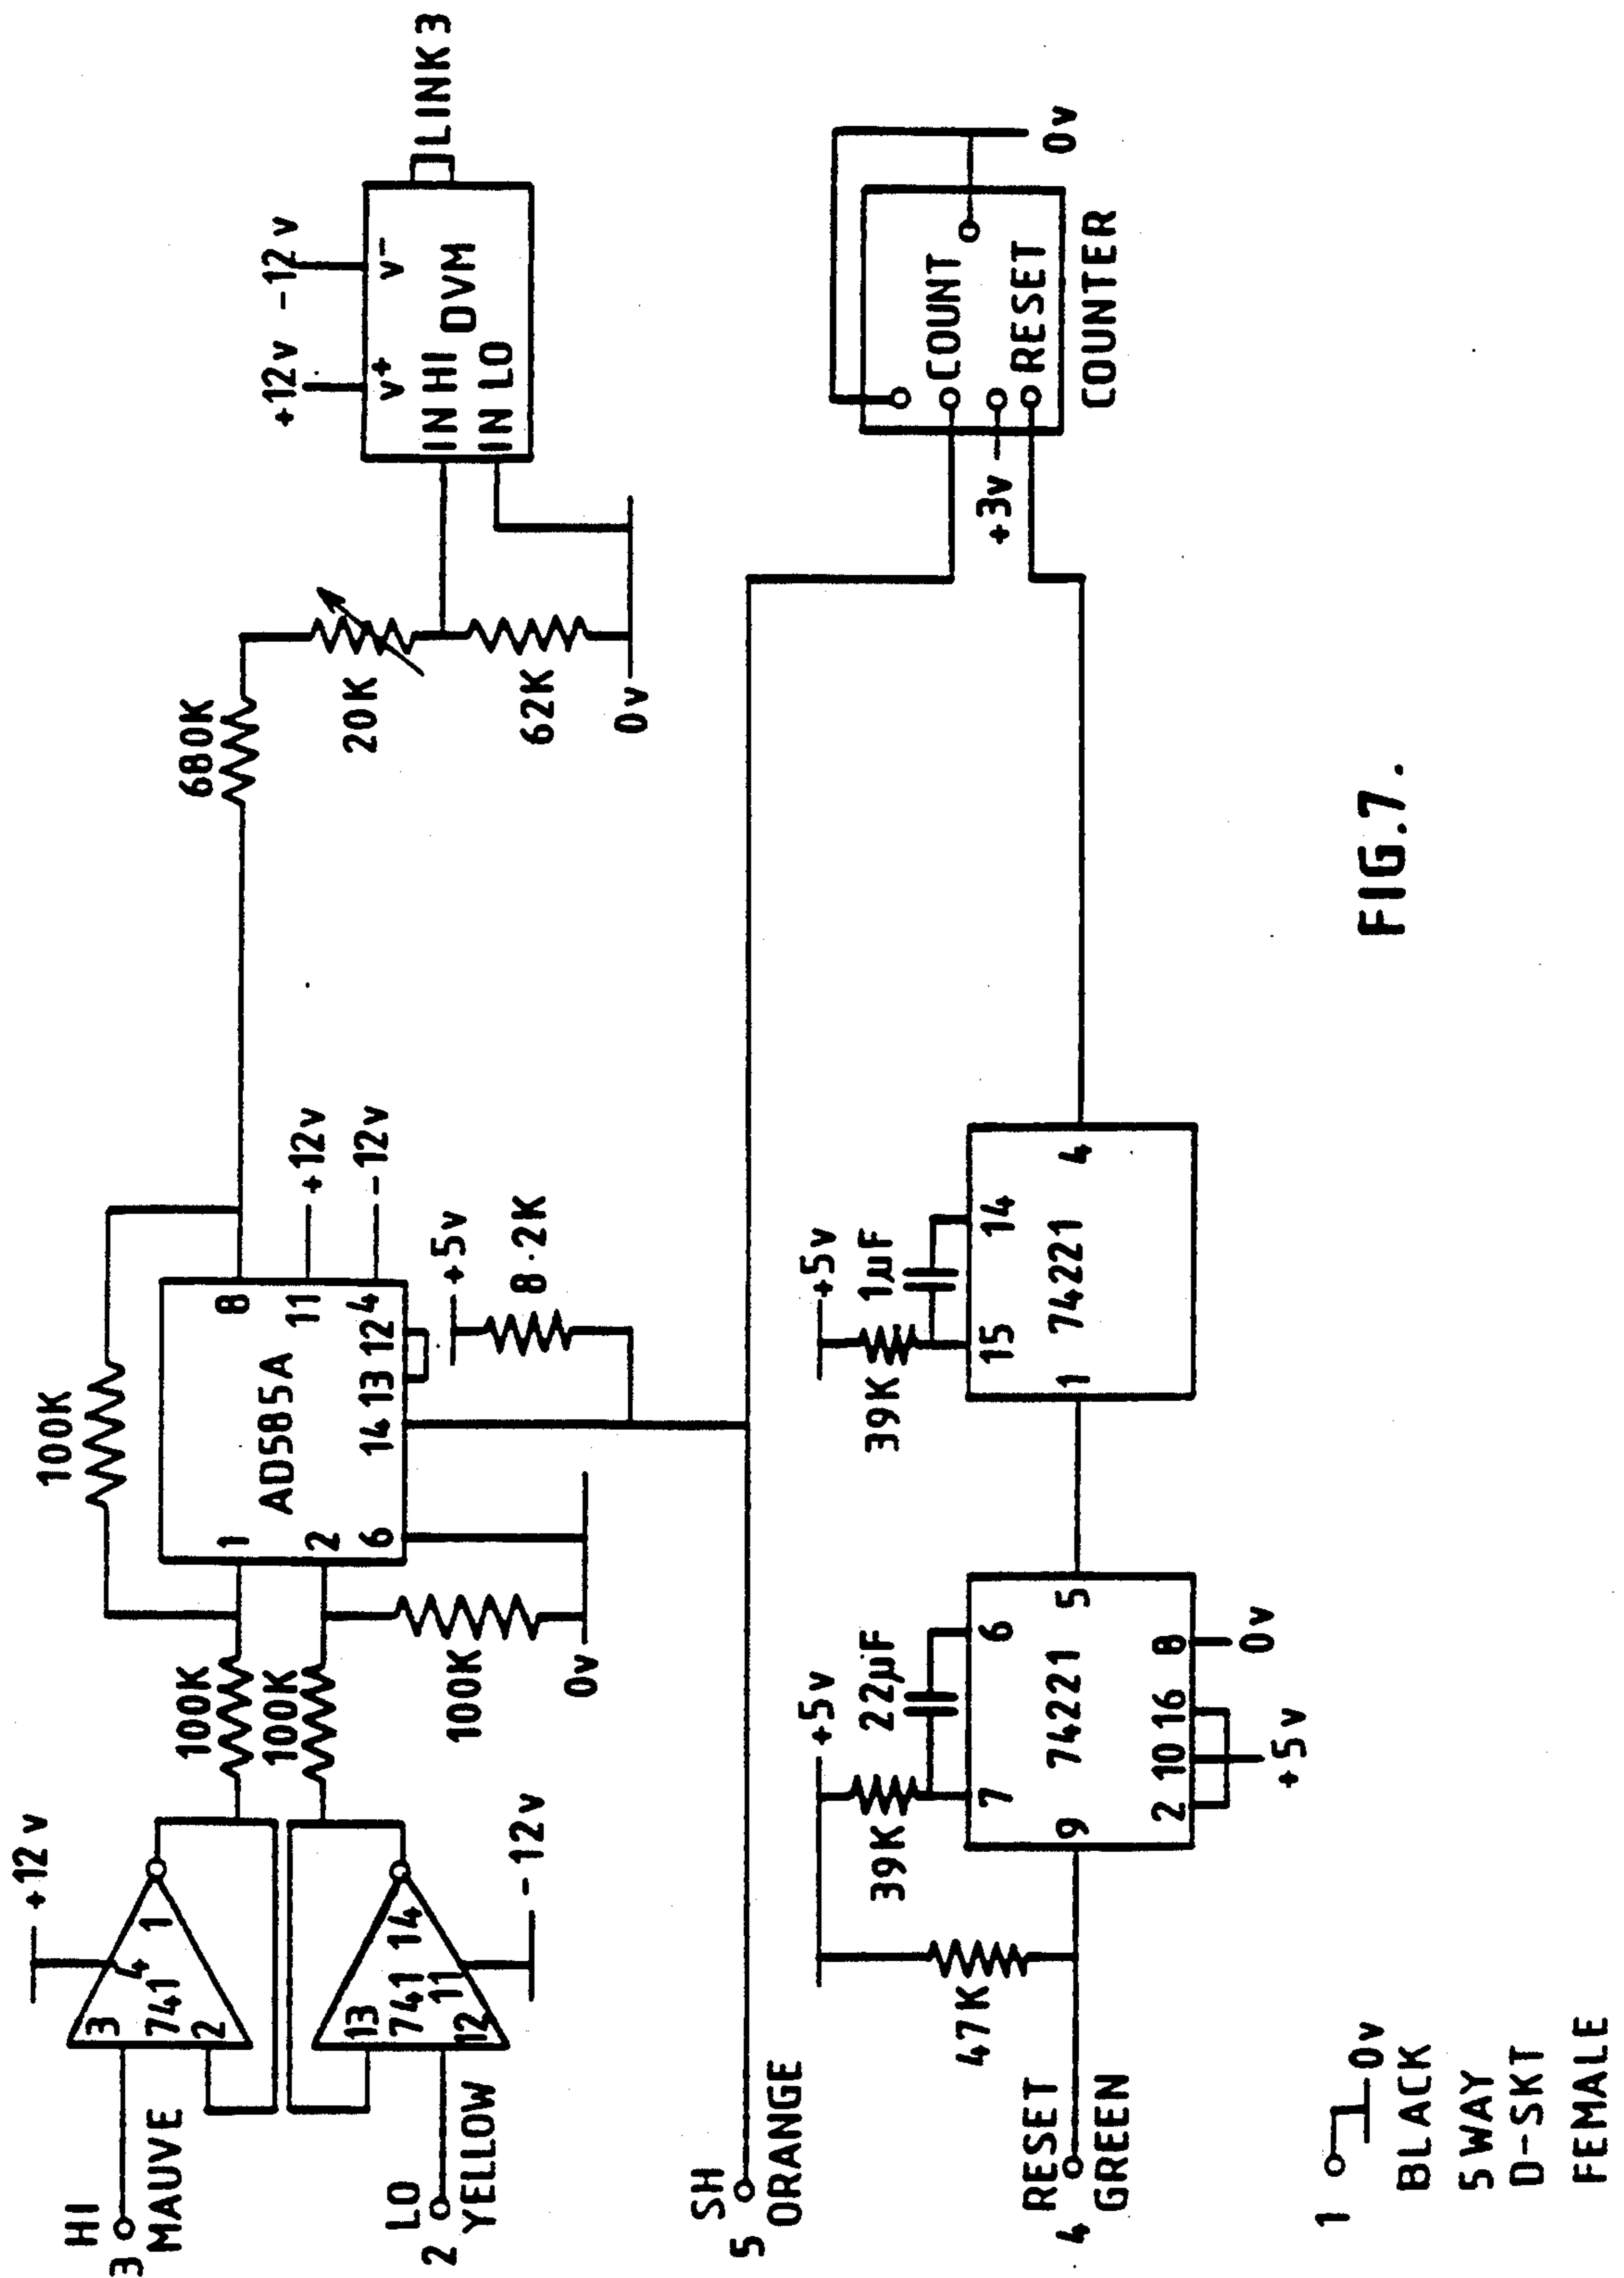 HI
3
MAUVE
+12v
3
4
1
741
2
LO
2
YELLOW
13
14
741
11
12
-12v
100K
100K
100K
100K
0v
1
8
AD585A
2
11
+12v
6
14
13
12
4
-12v
+5v
8·2K
680K
20K
62K
0v
+12v
-12v
v+
v-
IN HI
DVM
IN LO
LINK 3
SH
5
ORANGE
RESET
4
GREEN
47K
+5v
39K
22µF
7
6
9
74221
5
2
10
16
8
+5v
0v
+5v
39K
1µF
15
14
1
74221
4
+3v
COUNT
RESET
COUNTER
0v
1
0v
BLACK
5 WAY
D-SKT
FEMALE
FIG.7.